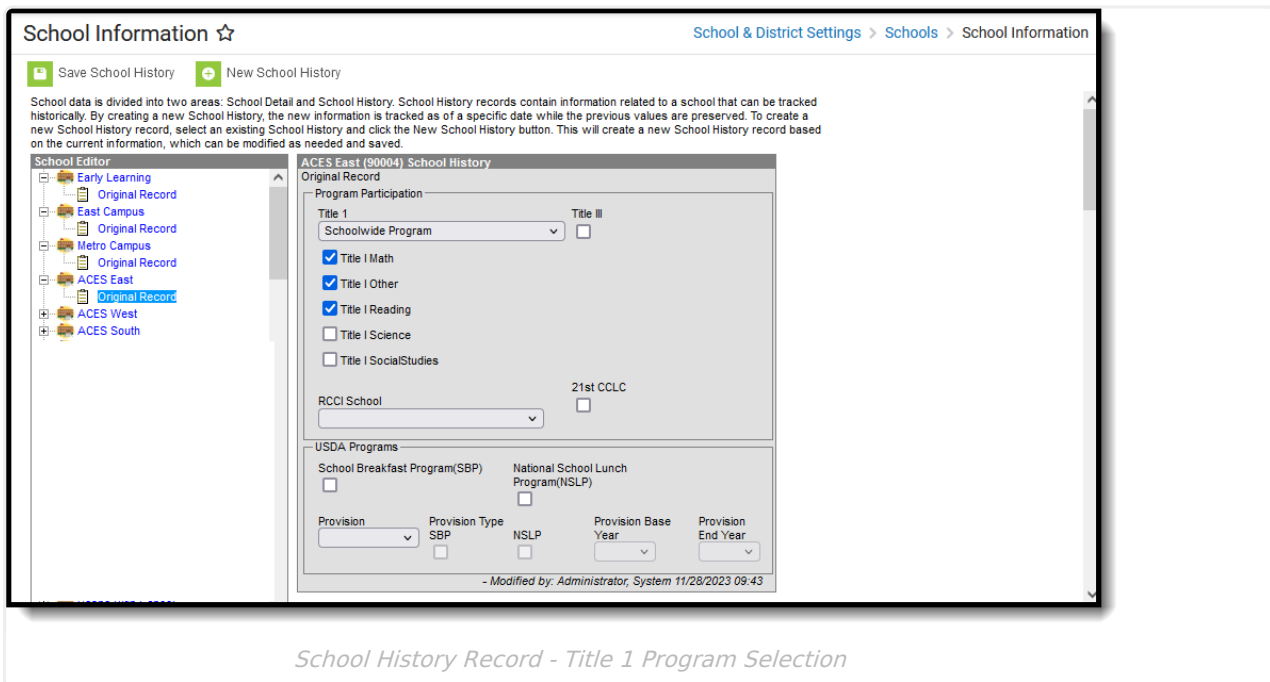 School Information
School & District Settings > Schools > School Information
Save School History
New School History
School data is divided into two areas: School Detail and School History. School History records contain information related to a school that can be tracked
historically. By creating a new School History, the new information is tracked as of a specific date while the previous values are preserved. To create a
new School History record, select an existing School History and click the New School History button. This will create a new School History record based
on the current information, which can be modified as needed and saved.
School Editor
Early Learning
Original Record
East Campus
Original Record
Metro Campus
Original Record
ACES East
Original Record
ACES West
ACES South
ACES East (90004) School History
Original Record
Program Participation
Title 1
Title III
Schoolwide Program
Title I Math
Title I Other
Title I Reading
Title I Science
Title I SocialStudies
21st CCLC
RCCI School
USDA Programs
School Breakfast Program(SBP)
National School Lunch
Program(NSLP)
Provision
Provision Type
SBP
NSLP
Provision Base
Year
Provision
End Year
- Modified by: Administrator, System 11/28/2023 09:43
School History Record - Title 1 Program Selection